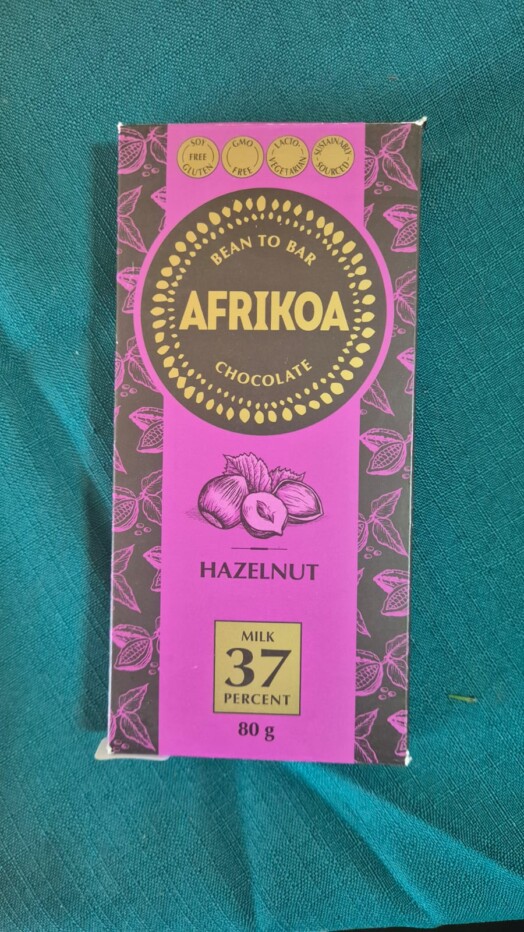 SOY
FREE
GLUTEN
GMO
FREE
LACTO-
VEGETARIAN
SUSTAINABLY
SOURCED
BEAN TO BAR
AFRIKOA
CHOCOLATE
HAZELNUT
MILK
37
PERCENT
80 g